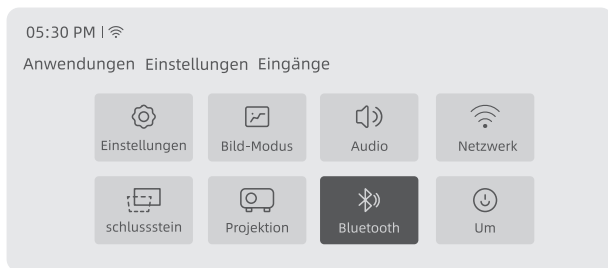 05:30 PM |
Anwendungen Einstellungen Eingänge
Einstellungen Bild-Modus Audio Netzwerk
schlussstein Projektion Bluetooth Um